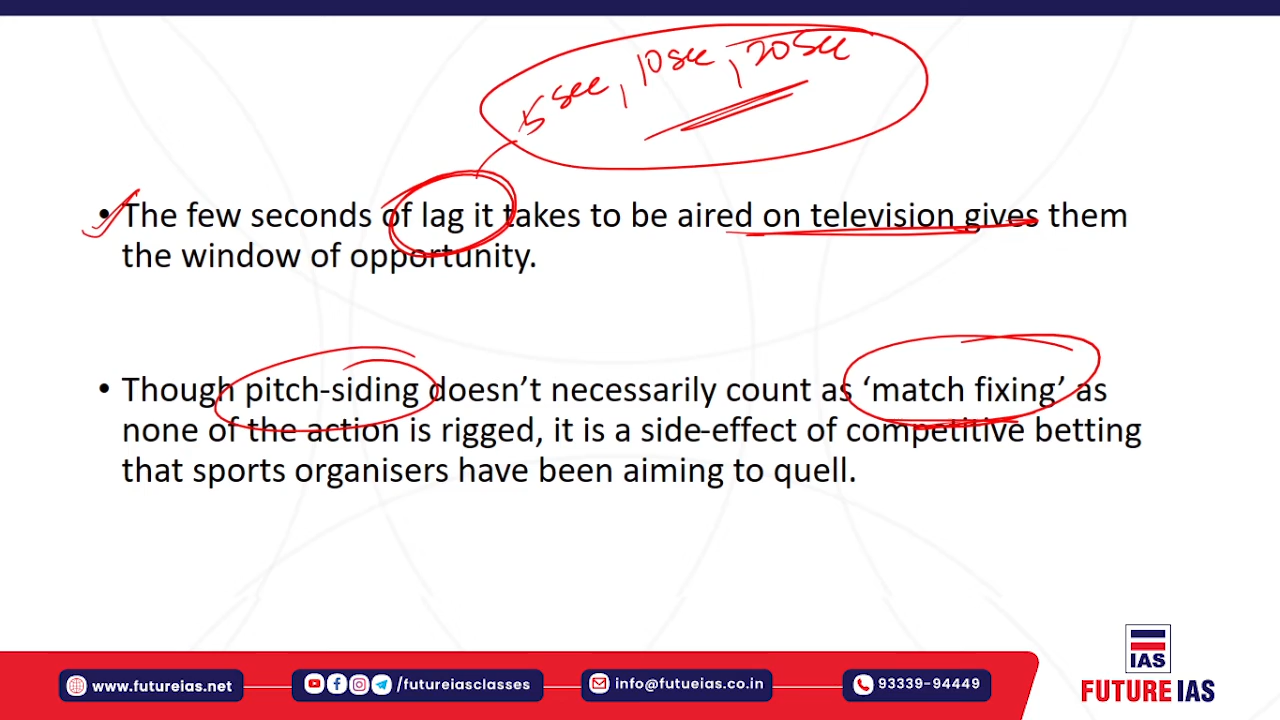 5 sec, 10 sec, 20 sec
• The few seconds of lag it takes to be aired on television gives them
the window of opportunity.
• Though pitch-siding doesn’t necessarily count as ‘match fixing’ as
none of the action is rigged, it is a side-effect of competitive betting
that sports organisers have been aiming to quell.
IAS
FUTURE IAS
www.futureias.net
/futureiasclasses
info@futueias.co.in
93339-94449